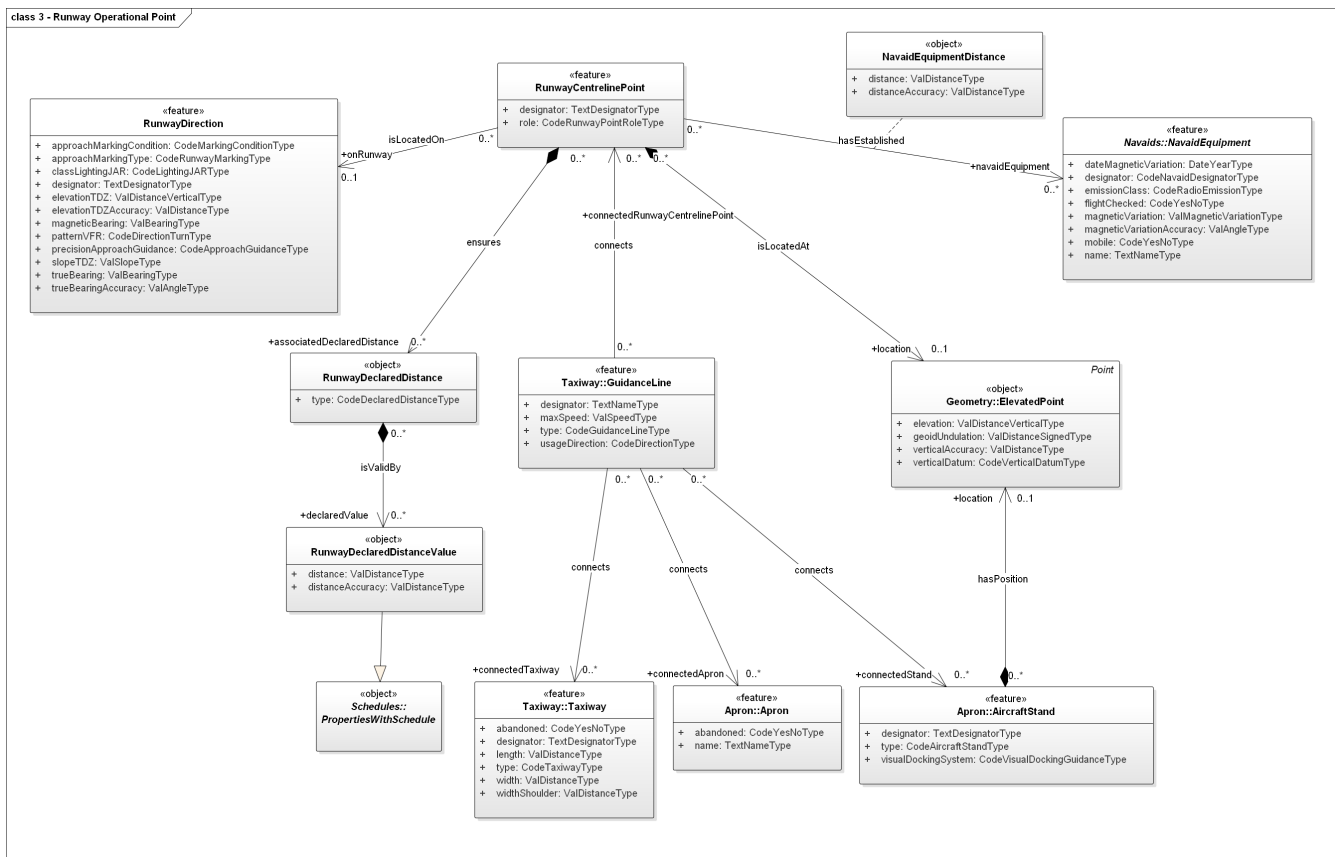 class 3 - Runway Operational Point
«object»
NavaidEquipmentDistance
+ distance: ValDistanceType
+ distanceAccuracy: ValDistanceType
«feature»
RunwayCentrelinePoint
+ designator: TextDesignatorType
+ role: CodeRunwayPointRoleType
«feature»
RunwayDirection
+ approachMarkingCondition: CodeMarkingConditionType
+ approachMarkingType: CodeRunwayMarkingType
+ classLightingJAR: CodeLightingJARType
+ designator: TextDesignatorType
+ elevationTDZ: ValDistanceVerticalType
+ elevationTDZAccuracy: ValDistanceType
+ magneticBearing: ValBearingType
+ patternVFR: CodeDirectionTurnType
+ precisionApproachGuidance: CodeApproachGuidanceType
+ slopeTDZ: ValSlopeType
+ trueBearing: ValBearingType
+ trueBearingAccuracy: ValAngleType
isLocatedOn
0..*
+onRunway
0..1
0..*
0..*
0..*
0..*
hasEstablished
+navaidEquipment
0..*
«feature»
Navaids::NavaidEquipment
+ dateMagneticVariation: DateYearType
+ designator: CodeNavaidDesignatorType
+ emissionClass: CodeRadioEmissionType
+ flightChecked: CodeYesNoType
+ magneticVariation: ValMagneticVariationType
+ magneticVariationAccuracy: ValAngleType
+ mobile: CodeYesNoType
+ name: TextNameType
+connectedRunwayCentrelinePoint
ensures
connects
isLocatedAt
+associatedDeclaredDistance
0..*
0..*
+location
0..1
«object»
RunwayDeclaredDistance
+ type: CodeDeclaredDistanceType
«feature»
Taxiway::GuidanceLine
+ designator: TextNameType
+ maxSpeed: ValSpeedType
+ type: CodeGuidanceLineType
+ usageDirection: CodeDirectionType
Point
«object»
Geometry::ElevatedPoint
+ elevation: ValDistanceVerticalType
+ geoidUndulation: ValDistanceSignedType
+ verticalAccuracy: ValDistanceType
+ verticalDatum: CodeVerticalDatumType
0..*
isValidBy
+declaredValue
0..*
0..*
0..*
0..*
+location
0..1
«object»
RunwayDeclaredDistanceValue
+ distance: ValDistanceType
+ distanceAccuracy: ValDistanceType
connects
connects
connects
hasPosition
+connectedTaxiway
0..*
+connectedApron
0..*
+connectedStand
0..*
0..*
«object»
Schedules::
PropertiesWithSchedule
«feature»
Taxiway::Taxiway
+ abandoned: CodeYesNoType
+ designator: TextDesignatorType
+ length: ValDistanceType
+ type: CodeTaxiwayType
+ width: ValDistanceType
+ widthShoulder: ValDistanceType
«feature»
Apron::Apron
+ abandoned: CodeYesNoType
+ name: TextNameType
«feature»
Apron::AircraftStand
+ designator: TextDesignatorType
+ type: CodeAircraftStandType
+ visualDockingSystem: CodeVisualDockingGuidanceType